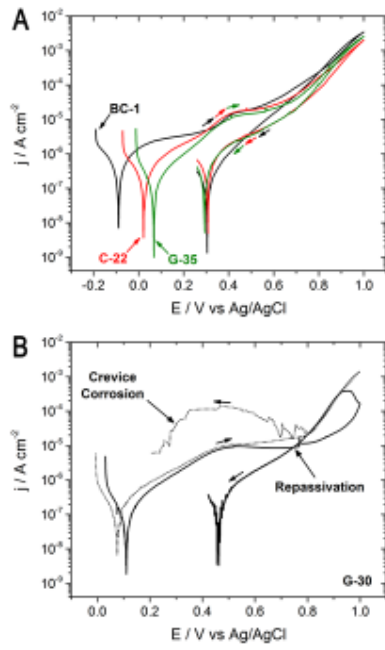 A
10⁻²
10⁻³
10⁻⁴
10⁻⁵
10⁻⁶
10⁻⁷
10⁻⁸
10⁻⁹
j / A cm⁻²
BC-1
C-22
G-35
-0.2 0.0 0.2 0.4 0.6 0.8 1.0
E / V vs Ag/AgCl
B
10⁻²
10⁻³
10⁻⁴
10⁻⁵
10⁻⁶
10⁻⁷
10⁻⁸
10⁻⁹
j / A cm⁻²
Crevice
Corrosion
Repassivation
G-30
0.0 0.2 0.4 0.6 0.8 1.0
E / V vs Ag/AgCl